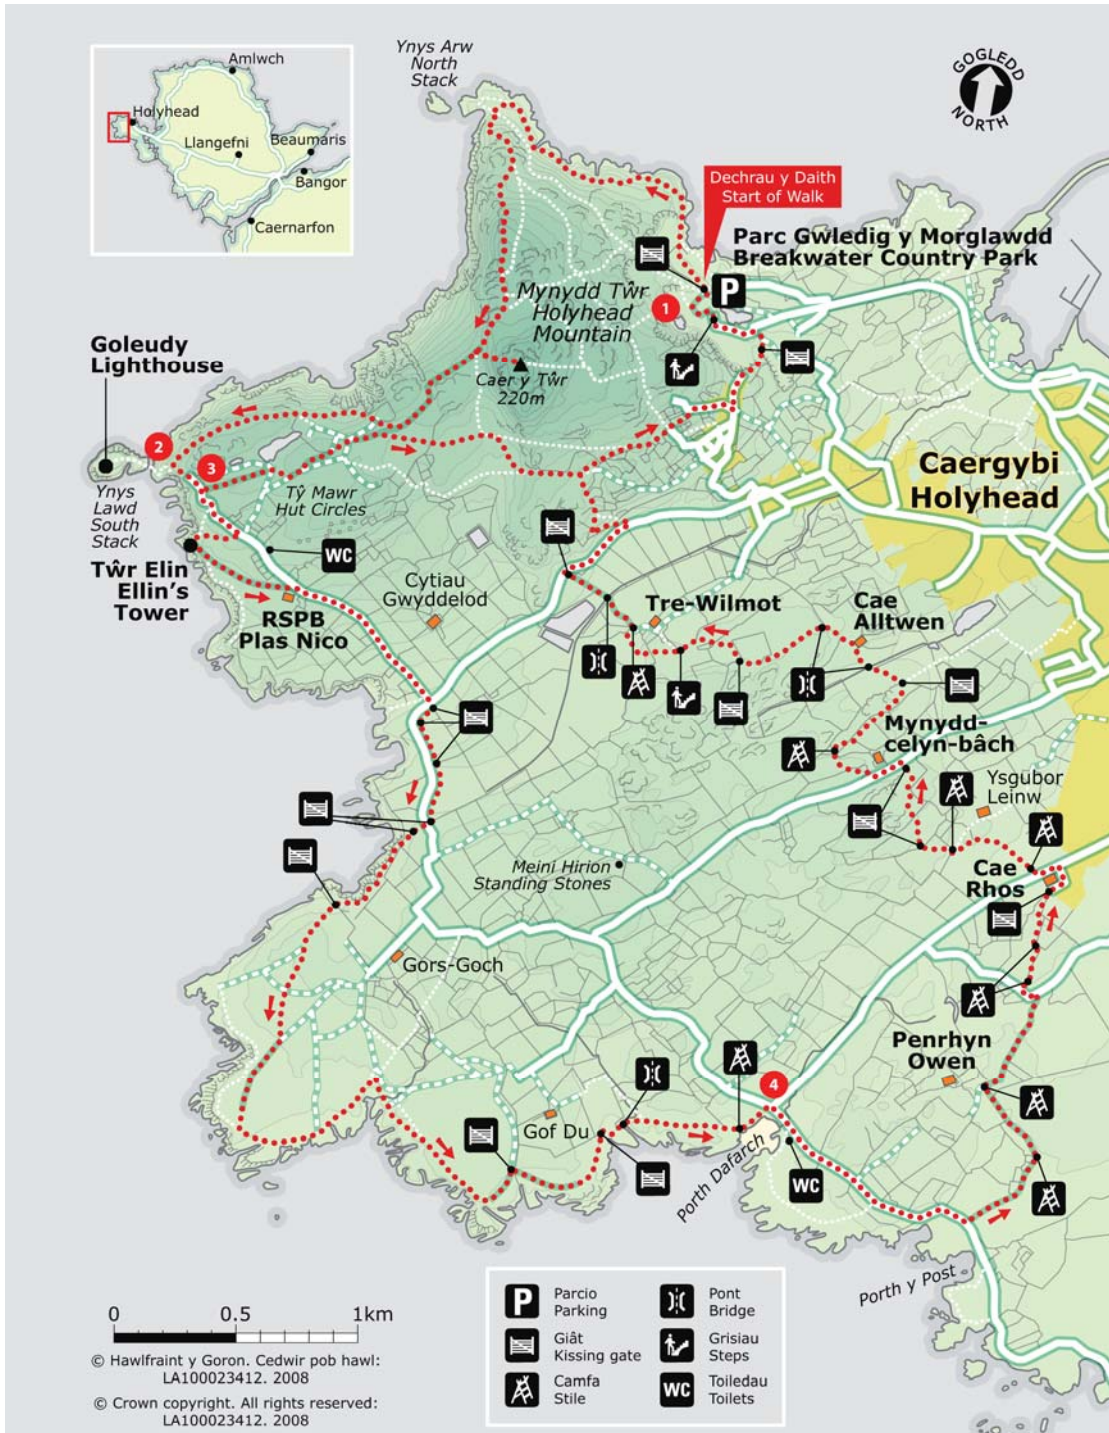 Amlwch
Holyhead
Llangefni
Beaumaris
Bangor
Caernarfon
Ynys Arw
North
Stack
GOGLEDD
NORTH
Dechrau y Daith
Start of Walk
Parc Gwledig y Morglawdd
Breakwater Country Park
P
Mynydd Tŵr
Holyhead
Mountain
1
Caer y Tŵr
220m
Goleudy
Lighthouse
2
3
Ynys
Lawd
South
Stack
Tŷ Mawr
Hut Circles
WC
Tŵr Elin
Ellin's
Tower
RSPB
Plas Nico
Cytiau
Gwyddelod
Caergybi
Holyhead
Tre-Wilmot
Cae
Alltwen
Mynydd-
celyn-bâch
Ysgubor
Leinw
Cae
Rhos
Meini Hirion
Standing Stones
Gors-Goch
Penrhyn
Owen
4
Gof Du
Porth Dafarch
WC
Porth y Post
0 0.5 1km
© Hawlfraint y Goron. Cedwir pob hawl:
LA100023412. 2008
© Crown copyright. All rights reserved:
LA100023412. 2008
P
Parcio
Parking
Giât
Kissing gate
Camfa
Stile
Pont
Bridge
Grisiau
Steps
WC
Toiledau
Toilets